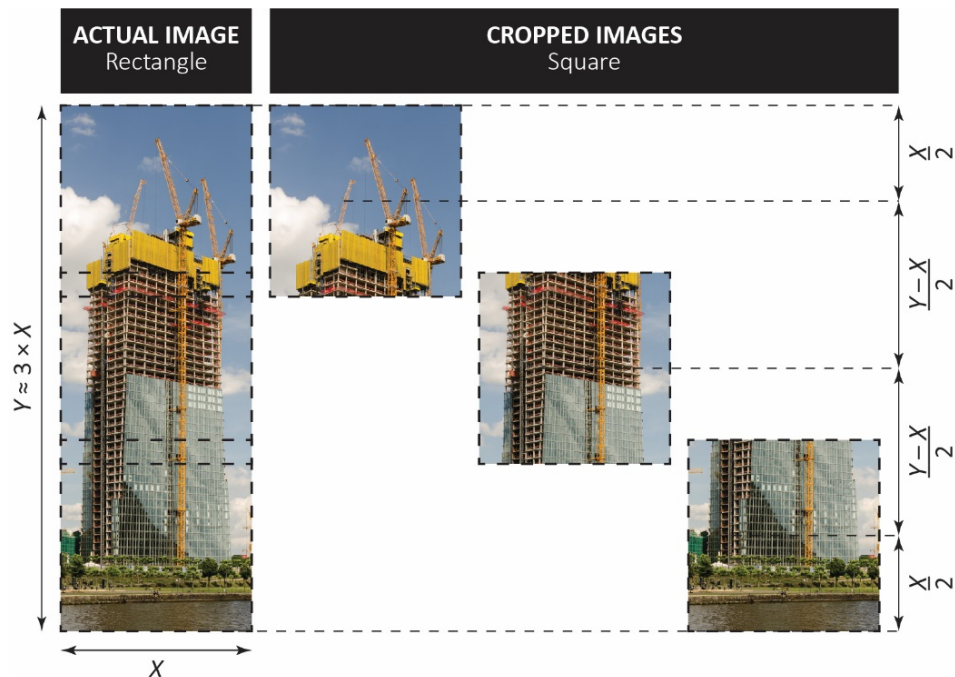 ACTUAL IMAGE
Rectangle
CROPPED IMAGES
Square
Y ≈ 3 × X
X
X
2
Y – X
2
Y – X
2
X
2